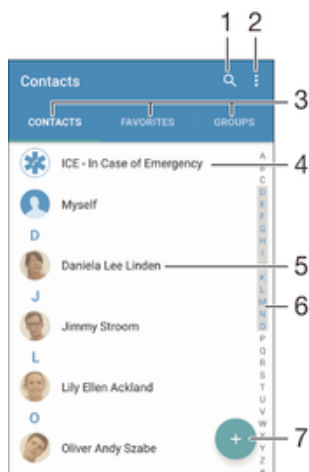 1 2
Contacts
3
CONTACTS FAVORITES GROUPS
ICE - In Case of Emergency
4
Myself
D
Daniela Lee Linden
5
J
Jimmy Stroom
6
L
Lily Ellen Ackland
O
Oliver Andy Szabe
+
7
A
B
C
D
E
F
G
H
I
K
L
M
N
O
P
Q
R
S
T
U
V
W
Y
Z